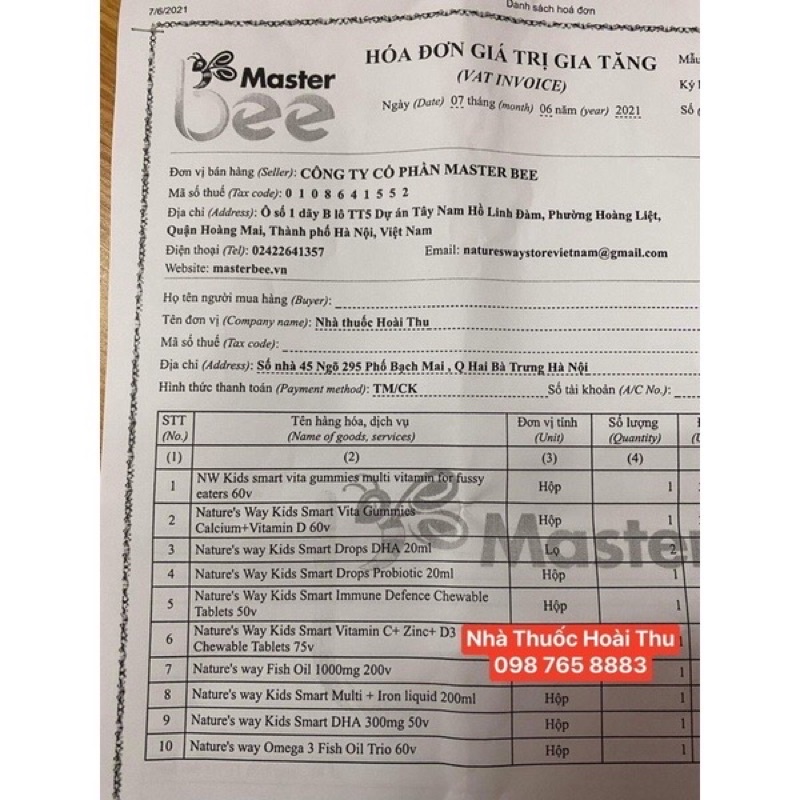 7/6/2021
Danh sách hoá đơn
Master
bee
HÓA ĐƠN GIÁ TRỊ GIA TĂNG
(VAT INVOICE)
Ngày (Date) 07 tháng (month) 06 năm (year) 2021
Mẫu
Ký
Số
Đơn vị bán hàng (Seller): CÔNG TY CỔ PHẦN MASTER BEE
Mã số thuế (Tax code): 0 1 0 8 6 4 1 5 5 2
Địa chỉ (Address): Ô số 1 dãy B lô TT5 Dự án Tây Nam Hồ Linh Đàm, Phường Hoàng Liệt,
Quận Hoàng Mai, Thành phố Hà Nội, Việt Nam
Điện thoại (Tel): 02422641357
Email: natureswaystorevietnam@gmail.com
Website: masterbee.vn
Họ tên người mua hàng (Buyer):
Tên đơn vị (Company name): Nhà thuốc Hoài Thu
Mã số thuế (Tax code):
Địa chỉ (Address): Số nhà 45 Ngõ 295 Phố Bạch Mai , Q Hai Bà Trưng Hà Nội
Hình thức thanh toán (Payment method): TM/CK
Số tài khoản (A/C No.):
STT (No.) Tên hàng hóa, dịch vụ (Name of goods, services) Đơn vị tính (Unit) Số lượng (Quantity)
(1) (2) (3) (4)
1 NW Kids smart vita gummies multi vitamin for fussy Hộp 1
eaters 60v
2 Nature's Way Kids Smart Vita Gummies Hộp 1
Calcium+Vitamin D 60v
3 Nature's way Kids Smart Drops DHA 20ml Lọ 2
4 Nature's Way Kids Smart Drops Probiotic 20ml Hộp 1
5 Nature's Way Kids Smart Immune Defence Chewable Hộp 1
Tablets 50v
6 Nature's Way Kids Smart Vitamin C+ Zinc+ D3 1
Chewable Tablets 75v
7 Nature's way Fish Oil 1000mg 200v 1
8 Nature's way Kids Smart Multi + Iron liquid 200ml Hộp 1
9 Nature's way Kids Smart DHA 300mg 50v Hộp 1
10 Nature's way Omega 3 Fish Oil Trio 60v Hộp 1
Master
Nhà Thuốc Hoài Thu
098 765 8883